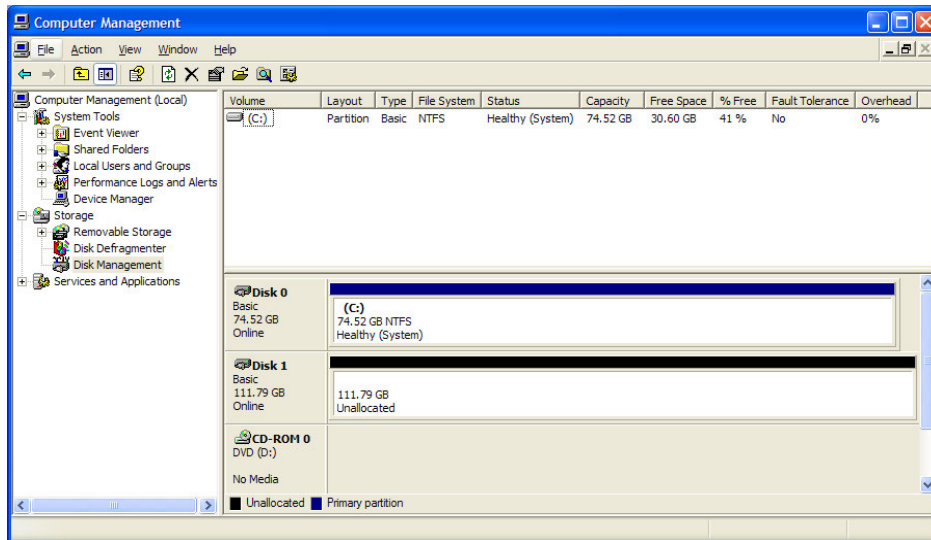 Computer Management
File Action View Window Help
Computer Management (Local)
System Tools
Event Viewer
Shared Folders
Local Users and Groups
Performance Logs and Alerts
Device Manager
Storage
Removable Storage
Disk Defragmenter
Disk Management
Services and Applications
Volume Layout Type File System Status Capacity Free Space % Free Fault Tolerance Overhead
(C:) Partition Basic NTFS Healthy (System) 74.52 GB 30.60 GB 41 % No 0%
Disk 0
Basic
74.52 GB
Online
(C:)
74.52 GB NTFS
Healthy (System)
Disk 1
Basic
111.79 GB
Online
111.79 GB
Unallocated
CD-ROM 0
DVD (D:)
No Media
Unallocated Primary partition